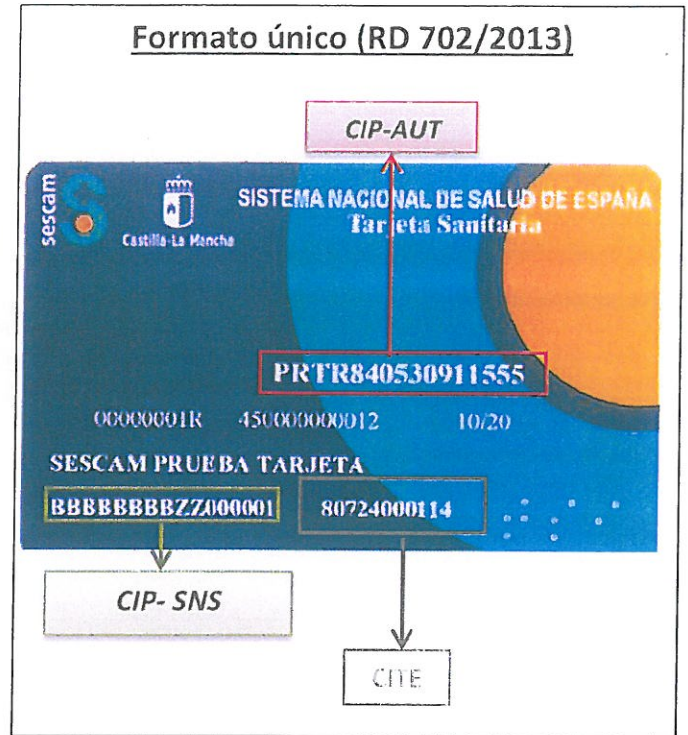 Formato único (RD 702/2013)
CIP-AUT
sescam
Castilla-La Mancha
SISTEMA NACIONAL DE SALUD DE ESPAÑA
Tarjeta Sanitaria
PRTR840530911555
00000001R 450000000012 10/20
SESCAM PRUEBA TARJETA
BBBBBBBBZZ000001 80724000114
CIP- SNS
CITE